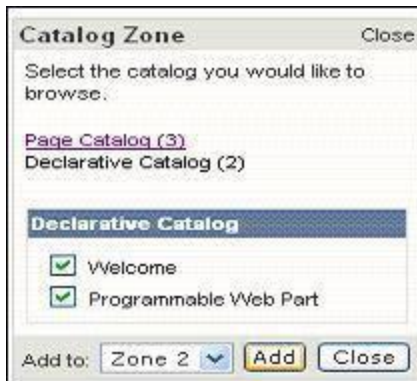 Catalog Zone Close
Select the catalog you would like to
browse.
Page Catalog (3)
Declarative Catalog (2)
Declarative Catalog
Welcome
Programmable Web Part
Add to: Zone 2 Add Close